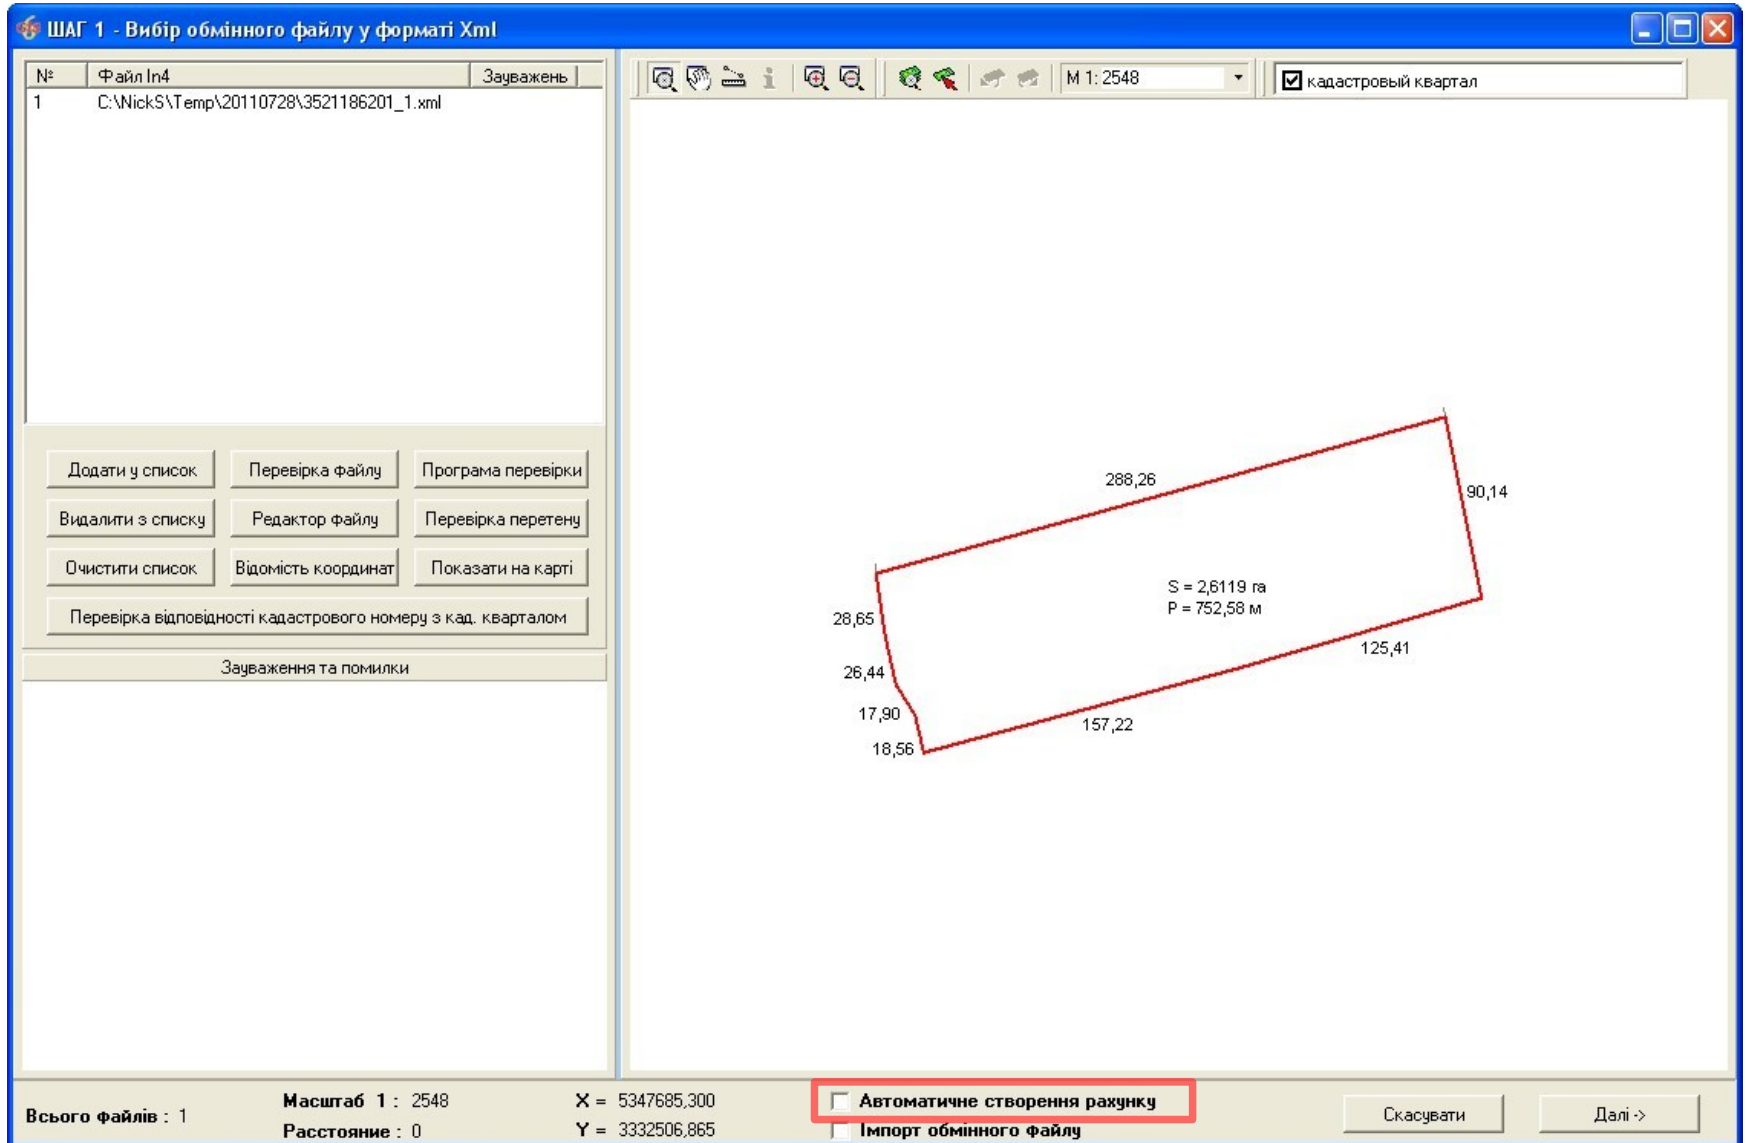 ШАГ 1 - Вибір обмінного файлу у форматі Xml
№ Файл In4 Зауважень
1 C:\NickS\Temp\20110728\3521186201_1.xml
М 1: 2548
кадастровый квартал
Додати у список Перевірка файлу Програма перевірки
Видалити з списку Редактор файлу Перевірка перетену
Очистити список Відомість координат Показати на карті
Перевірка відповідності кадастрового номеру з кад. кварталом
Зауваження та помилки
288,26
90,14
S = 2,6119 га
P = 752,58 м
28,65
125,41
26,44
17,90
157,22
18,56
Всього файлів : 1
Масштаб 1 : 2548
Расстояние : 0
X = 5347685,300
Y = 3332506,865
Автоматичне створення рахунку
Імпорт обмінного файлу
Скасувати
Далі ->